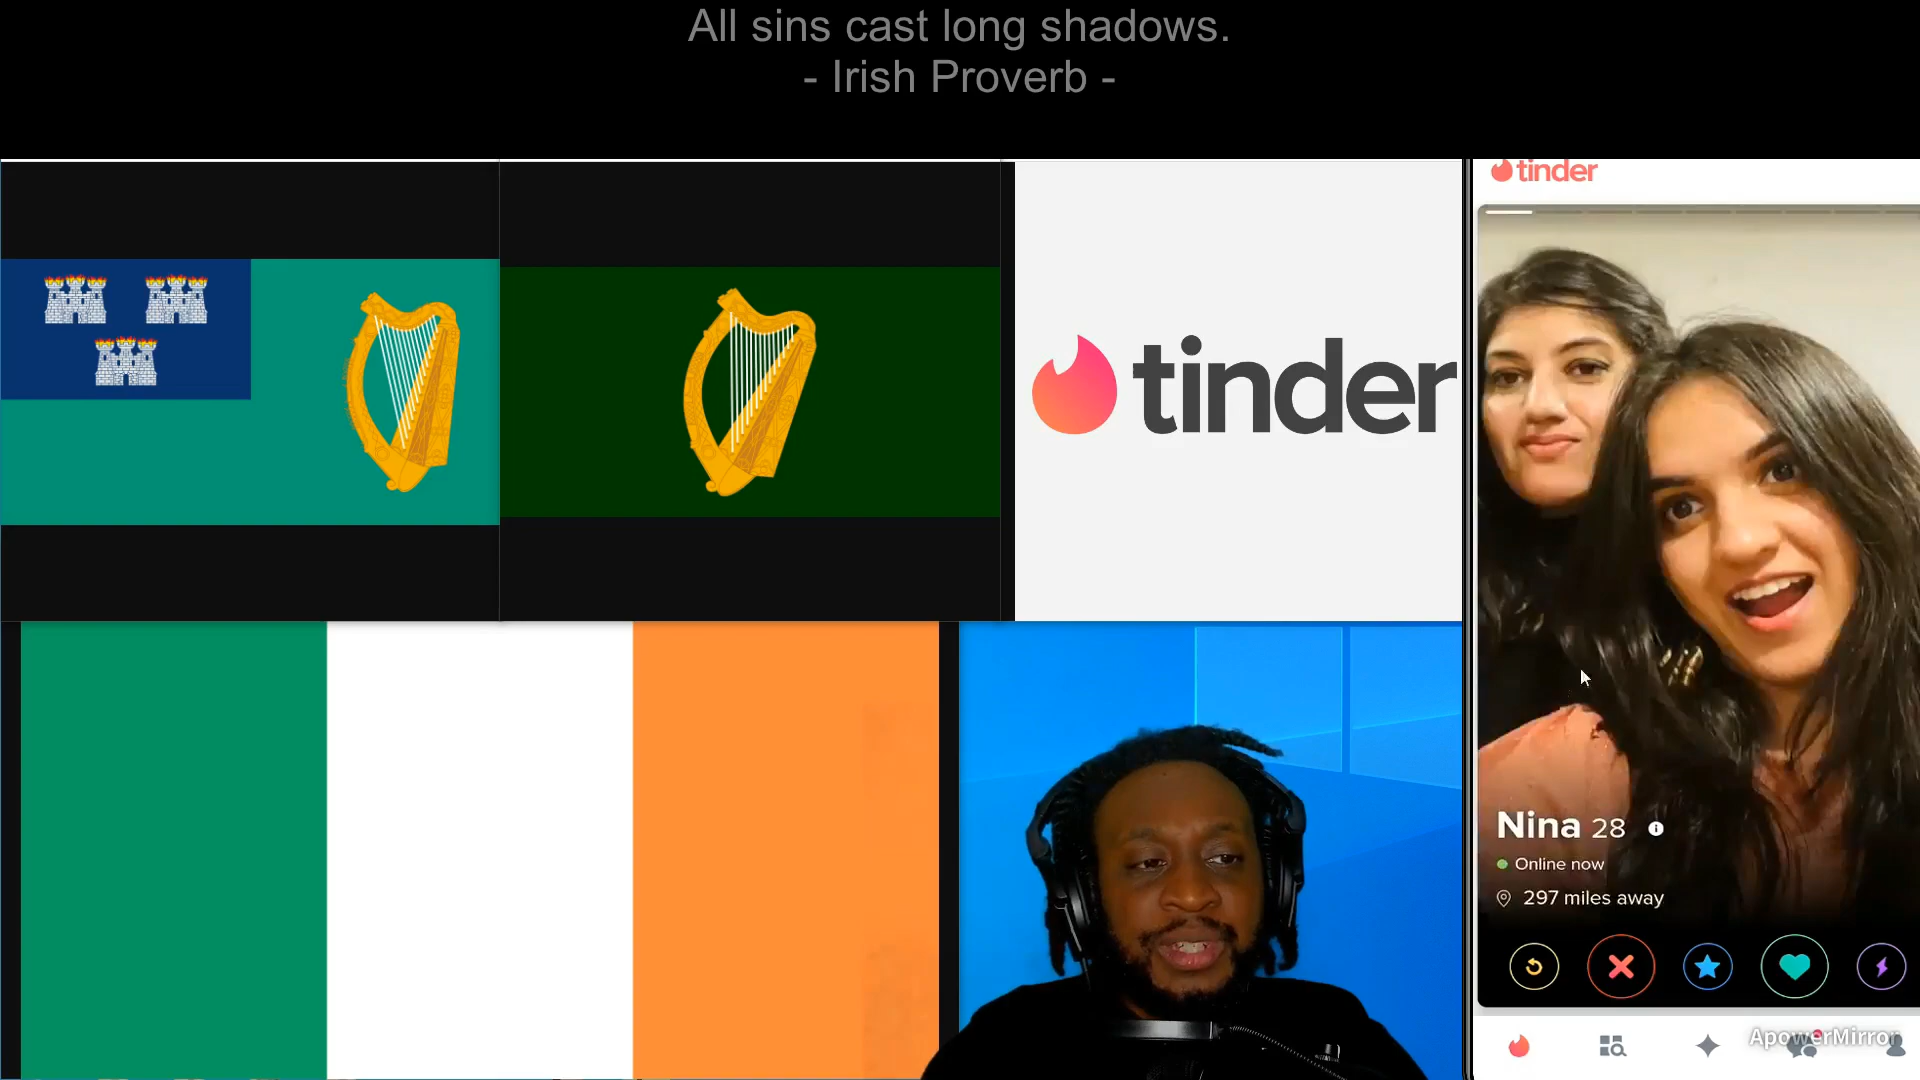 All sins cast long shadows.
- Irish Proverb -
tinder
tinder
Nina 28
Online now
297 miles away
ApowerMirror